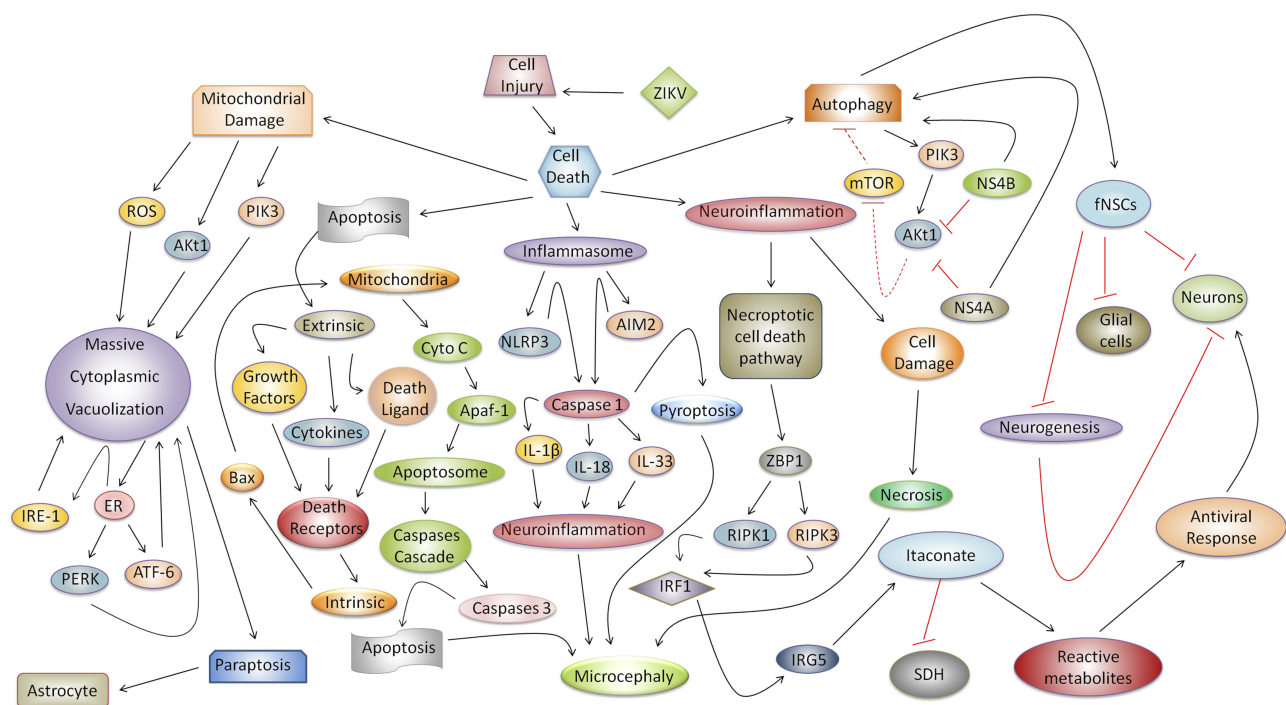 Cell
Injury
ZIKV
Mitochondrial
Damage
Autophagy
Cell
Death
PIK3
mTOR
NS4B
ROS
PIK3
AKt1
Apoptosis
Neuroinflammation
fNSCs
AKt1
Inflammasome
Mitochondria
Neurons
NS4A
Extrinsic
NLRP3
AIM2
Necroptotic
cell death
pathway
Glial
cells
Cyto C
Cell
Damage
Massive
Cytoplasmic
Vacuolization
Growth
Factors
Death
Ligand
Apaf-1
Caspase 1
Pyroptosis
Cytokines
Neurogenesis
IL-1β
IL-18
IL-33
ZBP1
Apoptosome
Bax
Necrosis
IRE-1
ER
Death
Receptors
Neuroinflammation
RIPK1
RIPK3
Antiviral
Response
Caspases
Cascade
Itaconate
PERK
ATF-6
IRF1
Intrinsic
Caspases 3
Apoptosis
Paraptosis
Microcephaly
IRG5
SDH
Reactive
metabolites
Astrocyte